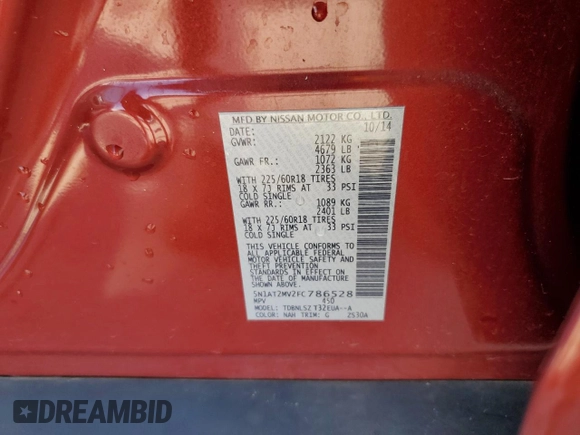 MFD BY NISSAN MOTOR CO., LTD.
DATE: 10/14
GVWR: 2122 KG
4679 LB
GAWR FR.: 1072 KG
2363 LB
WITH 225/60R18 TIRES
18 X 7J RIMS AT 33 PSI
COLD SINGLE
GAWR RR.: 1089 KG
2401 LB
WITH 225/60R18 TIRES
18 X 7J RIMS AT 33 PSI
COLD SINGLE
THIS VEHICLE CONFORMS TO
ALL APPLICABLE FEDERAL
MOTOR VEHICLE SAFETY AND
THEFT PREVENTION
STANDARDS IN EFFECT ON
THE DATE OF MANUFACTURE
SHOWN ABOVE.
5N1AT2MV2FC786528
MPV 450
MODEL: TDBNLSZ T32EUA--A
COLOR: NAH TRIM: G 2530A
DREAMBID